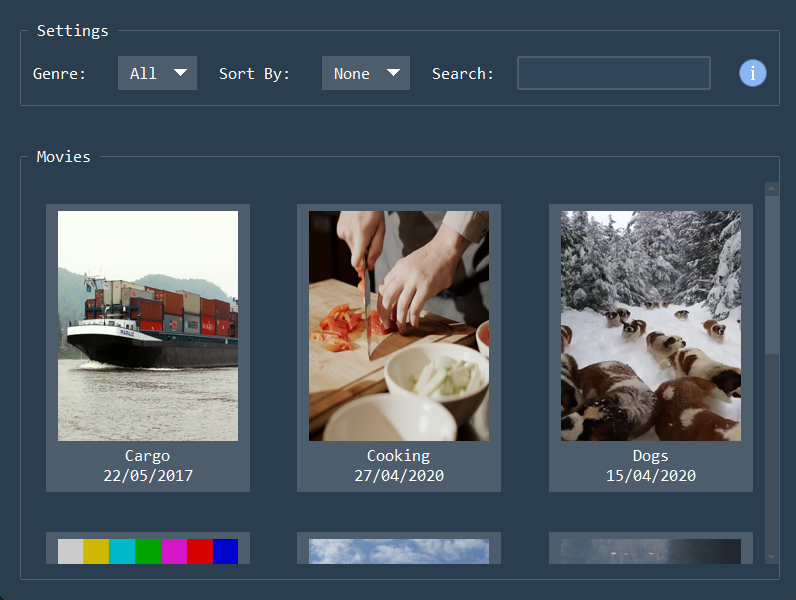 Settings
Genre: All Sort By: None Search: i
Movies
Cargo
22/05/2017
Cooking
27/04/2020
Dogs
15/04/2020